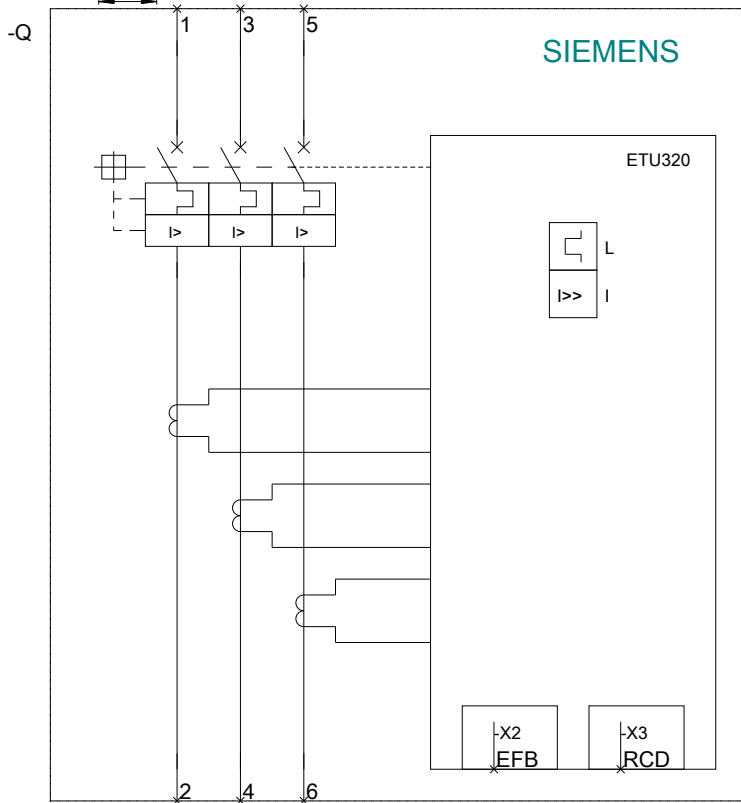 1 3 5
-Q
SIEMENS
ETU320
L
I> I> I>
I>> I
-X2 -X3
EFB RCD
2 4 6